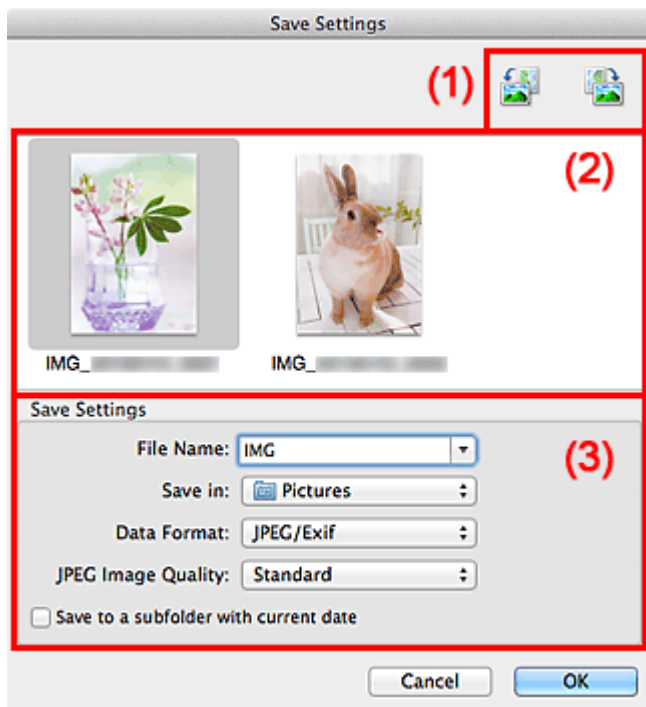 Save Settings
(1)
(2)
IMG_
IMG_
Save Settings
(3)
File Name: IMG
Save in: Pictures
Data Format: JPEG/Exif
JPEG Image Quality: Standard
Save to a subfolder with current date
Cancel OK